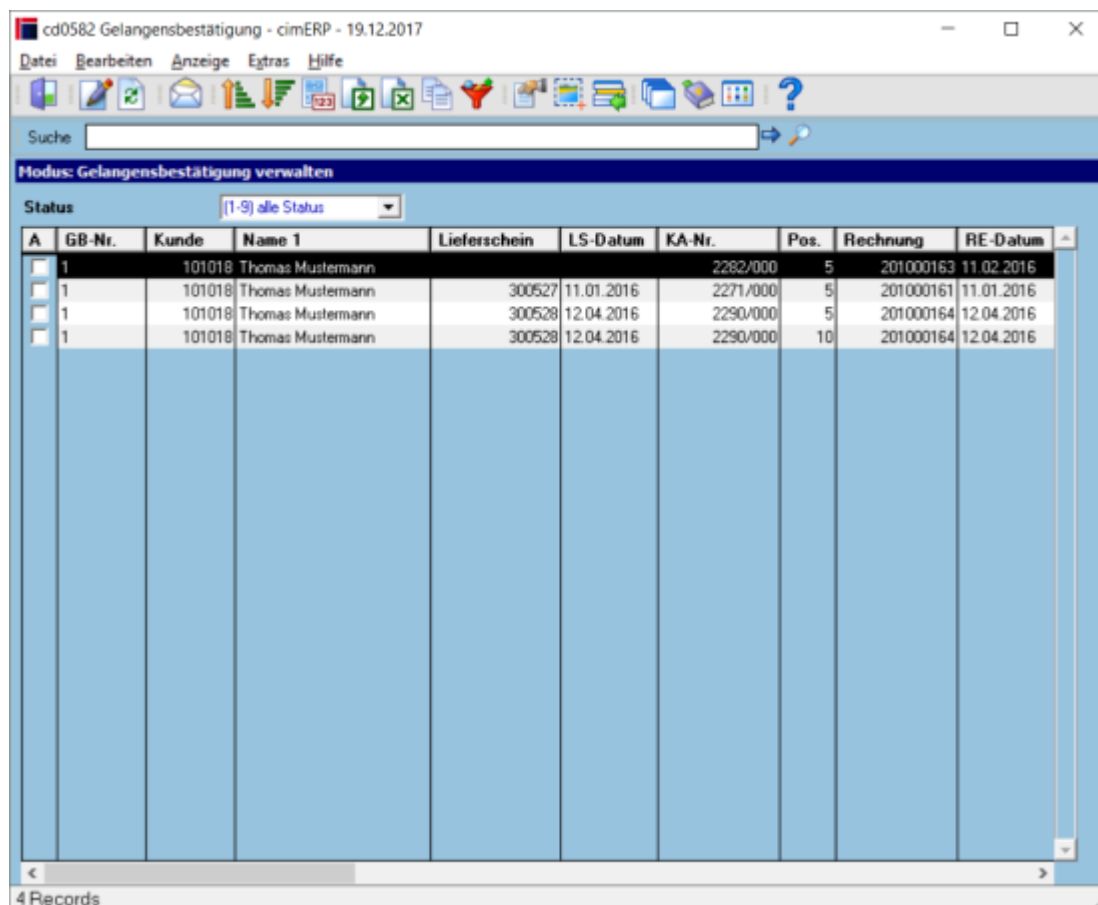 cd0582 Gelangensbestätigung - cimERP - 19.12.2017
Datei Bearbeiten Anzeige Extras Hilfe
Suche
Modus: Gelangensbestätigung verwalten
Status (1-9) alle Status
A GB-Nr. Kunde Name 1 Lieferschein LS-Datum KA-Nr. Pos. Rechnung RE-Datum
1 101018 Thomas Mustermann 2282/000 5 201000163 11.02.2016
1 101018 Thomas Mustermann 300527 11.01.2016 2271/000 5 201000161 11.01.2016
1 101018 Thomas Mustermann 300528 12.04.2016 2290/000 5 201000164 12.04.2016
1 101018 Thomas Mustermann 300528 12.04.2016 2290/000 10 201000164 12.04.2016
4 Records